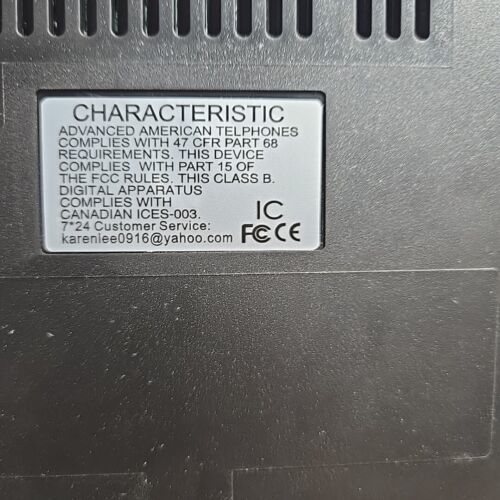 CHARACTERISTIC
ADVANCED AMERICAN TELPHONES
COMPLIES WITH 47 CFR PART 68
REQUIREMENTS. THIS DEVICE
COMPLIES WITH PART 15 OF
THE FCC RULES. THIS CLASS B.
DIGITAL APPARATUS
COMPLIES WITH
CANADIAN ICES-003.
IC
7*24 Customer Service:
karenlee0916@yahoo.com
FC CE